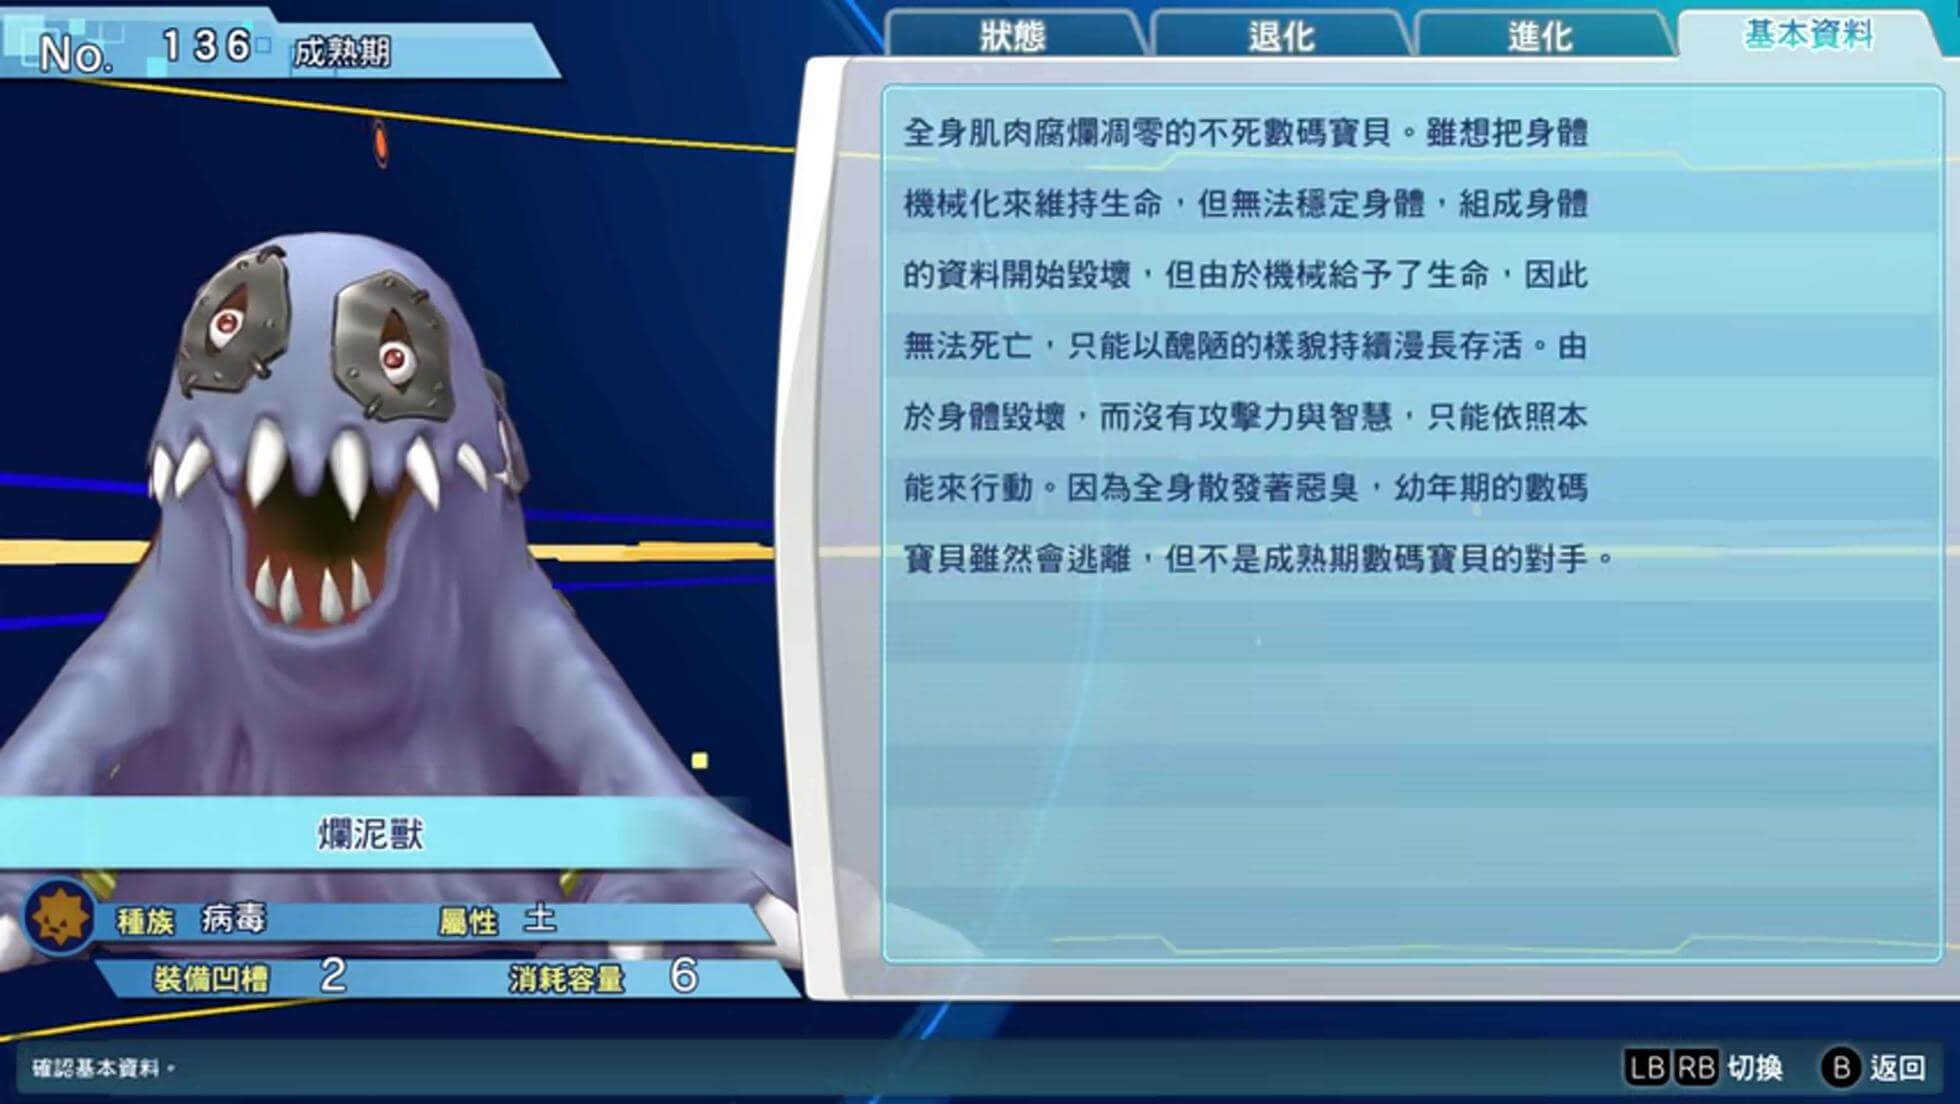 No. 136 成熟期
狀態 退化 進化 基本資料
全身肌肉腐爛凋零的不死數碼寶貝。雖想把身體
機械化來維持生命，但無法穩定身體，組成身體
的資料開始毀壞，但由於機械給予了生命，因此
無法死亡，只能以醜陋的樣貌持續漫長存活。由
於身體毀壞，而沒有攻擊力與智慧，只能依照本
能來行動。因為全身散發著惡臭，幼年期的數碼
寶貝雖然會逃離，但不是成熟期數碼寶貝的對手。
爛泥獸
種族 病毒 屬性 土
裝備凹槽 2 消耗容量 6
確認基本資料。
LB RB 切換 B 返回